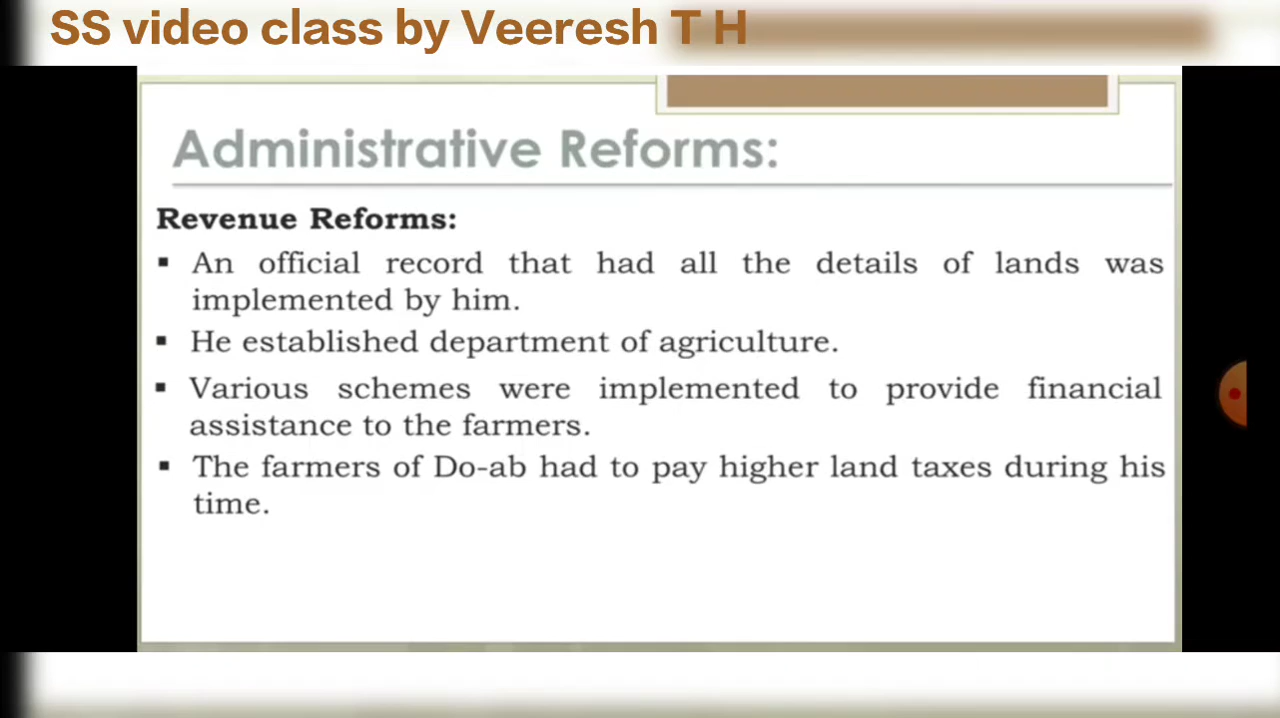 SS video class by Veeresh T H
Administrative Reforms:
Revenue Reforms:
▪ An official record that had all the details of lands was
implemented by him.
▪ He established department of agriculture.
▪ Various schemes were implemented to provide financial
assistance to the farmers.
▪ The farmers of Do-ab had to pay higher land taxes during his
time.